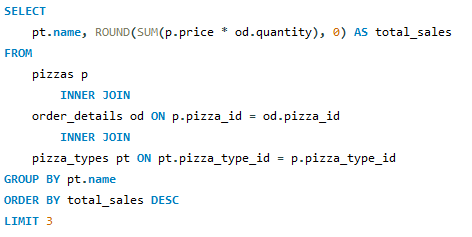 SELECT
    pt.name, ROUND(SUM(p.price * od.quantity), 0) AS total_sales
FROM
    pizzas p
        INNER JOIN
    order_details od ON p.pizza_id = od.pizza_id
        INNER JOIN
    pizza_types pt ON pt.pizza_type_id = p.pizza_type_id
GROUP BY pt.name
ORDER BY total_sales DESC
LIMIT 3